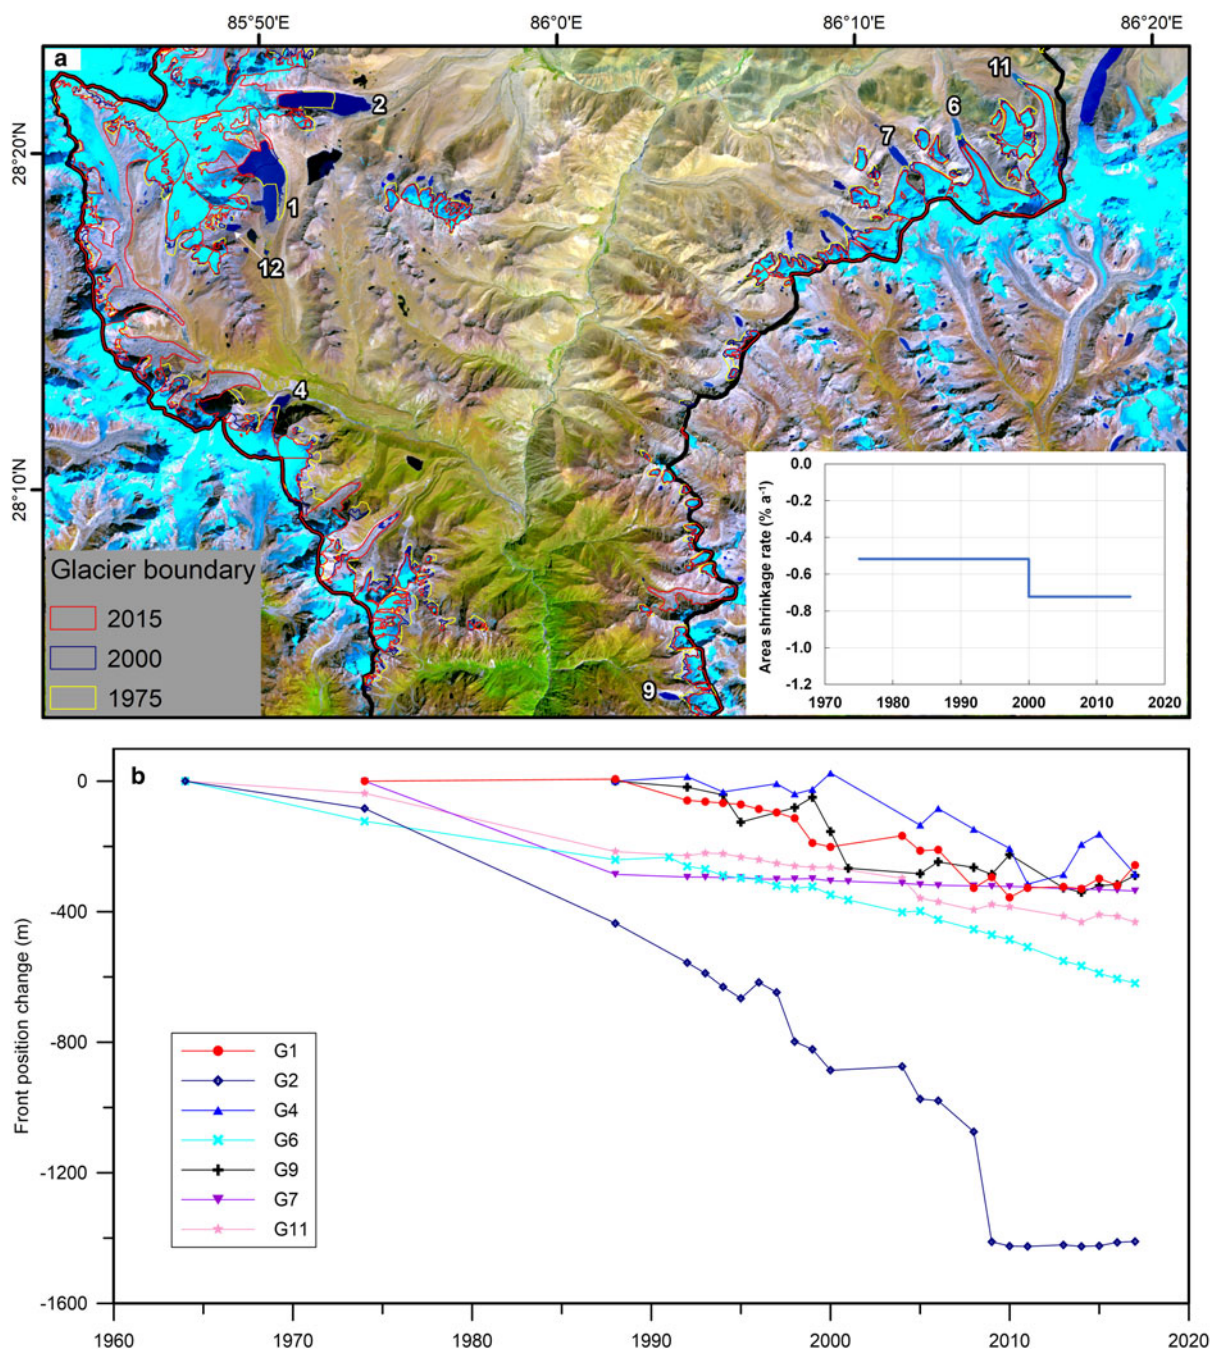 85°50'E 86°0'E 86°10'E 86°20'E
a
28°20'N
28°10'N
11
2
6
7
1
12
4
9
Glacier boundary
2015
2000
1975
Area shrinkage rate (% a-1)
0.0
-0.2
-0.4
-0.6
-0.8
-1.0
-1.2
1970 1980 1990 2000 2010 2020
b
Front position change (m)
0
-400
-800
-1200
-1600
G1
G2
G4
G6
G9
G7
G11
1960 1970 1980 1990 2000 2010 2020